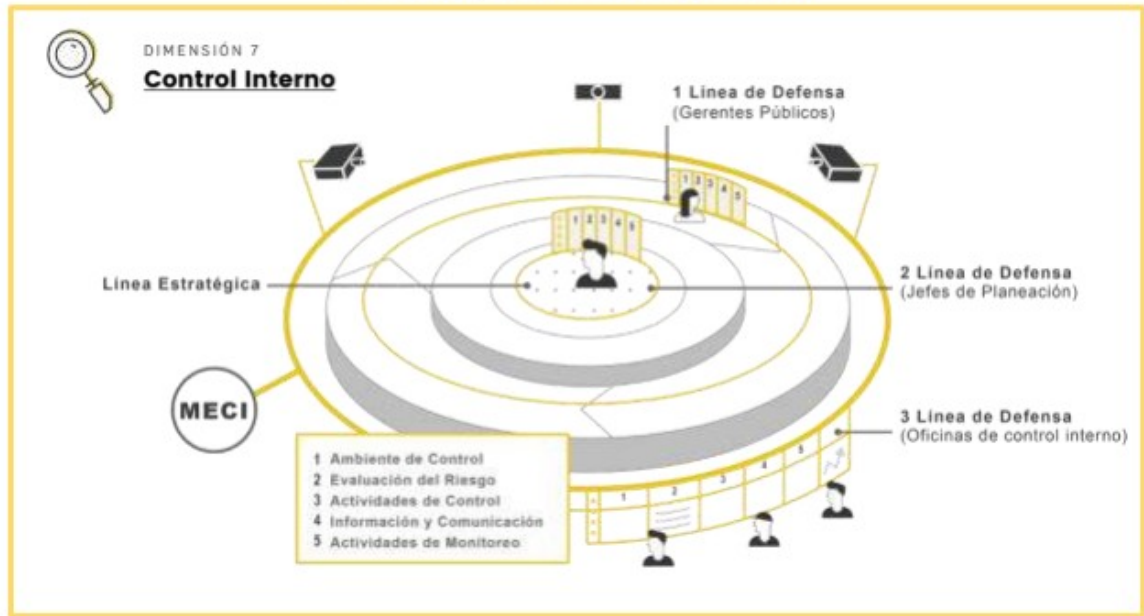 DIMENSIÓN 7
Control Interno
1 Línea de Defensa
(Gerentes Públicos)
1 2 3 4 5
1 2 3 4 5
Línea Estratégica
2 Línea de Defensa
(Jefes de Planeación)
MECI
3 Línea de Defensa
(Oficinas de control interno)
1 Ambiente de Control
2 Evaluación del Riesgo
3 Actividades de Control
4 Información y Comunicación
5 Actividades de Monitoreo
1 2 3 4 5